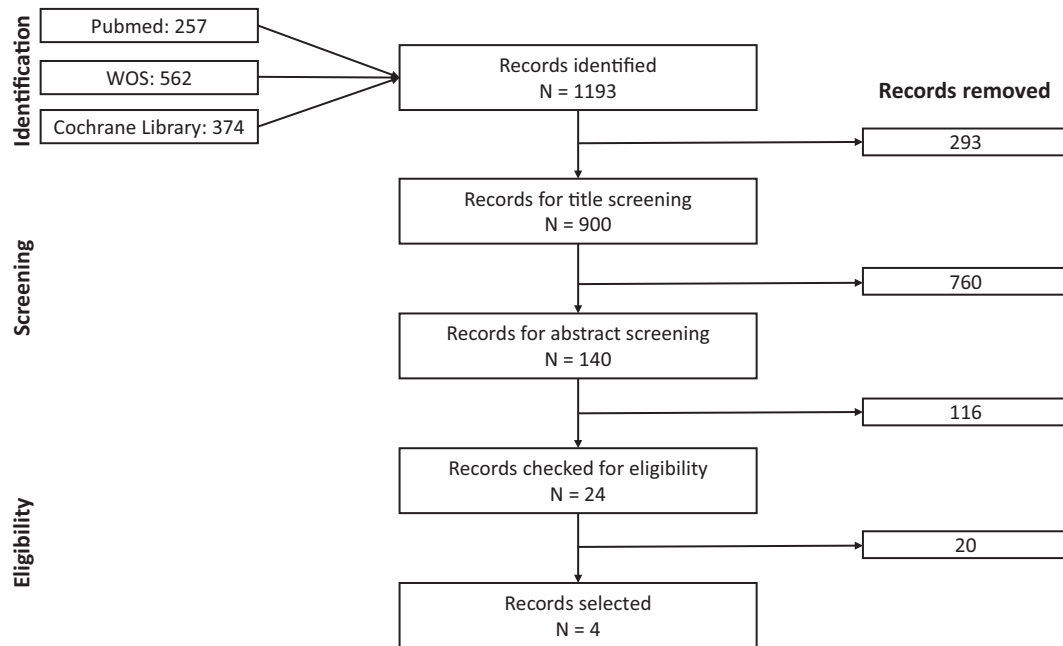 Identification
Pubmed: 257
WOS: 562
Cochrane Library: 374
Records identified
N = 1193
Records removed
293
Screening
Records for title screening
N = 900
760
Records for abstract screening
N = 140
116
Eligibility
Records checked for eligibility
N = 24
20
Records selected
N = 4